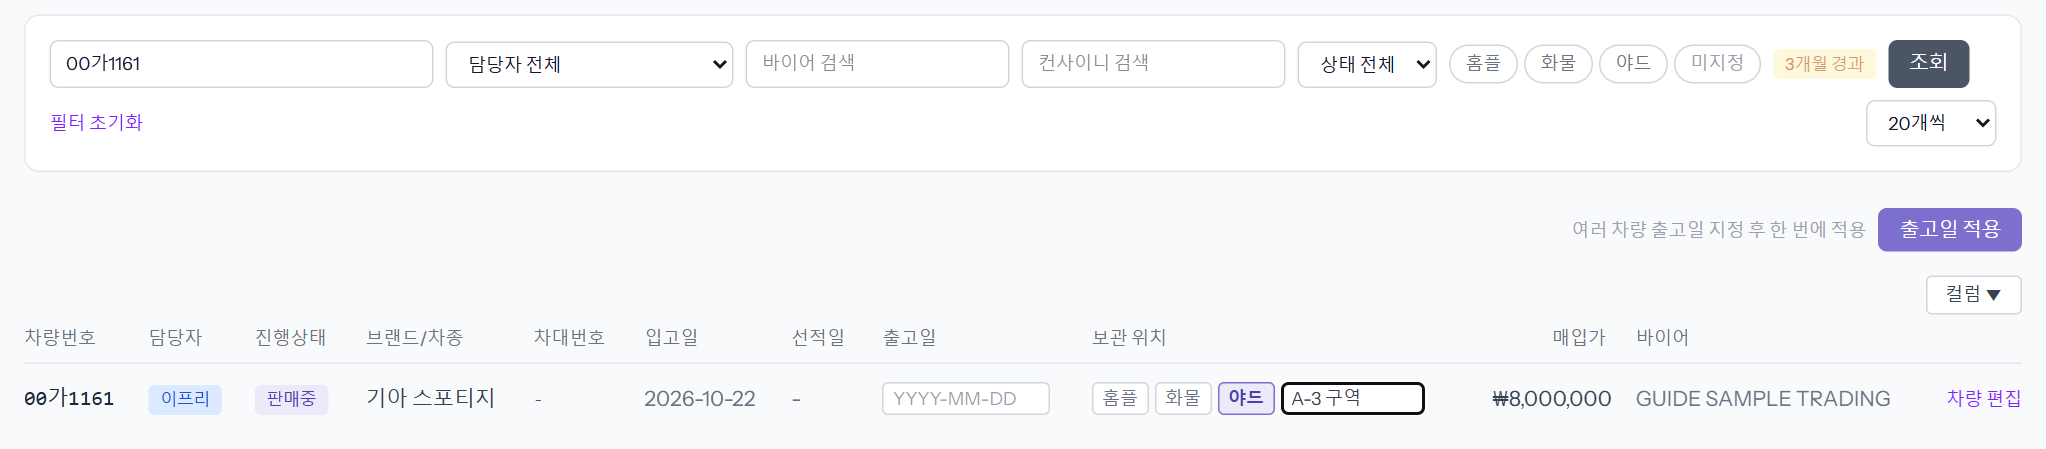 00가1161 담당자 전체 바이어 검색 컨사이니 검색 상태 전체 홈플 화물 야드 미지정 3개월 경과 조회
필터 초기화 20개씩
여러 차량 출고일 지정 후 한 번에 적용 출고일 적용
컬럼 ▼
차량번호 담당자 진행상태 브랜드/차종 차대번호 입고일 선적일 출고일 보관 위치 매입가 바이어
00가1161 이프리 판매중 기아 스포티지 - 2026-10-22 - YYYY-MM-DD 홈플 화물 야드 A-3 구역 ₩8,000,000 GUIDE SAMPLE TRADING 차량 편집